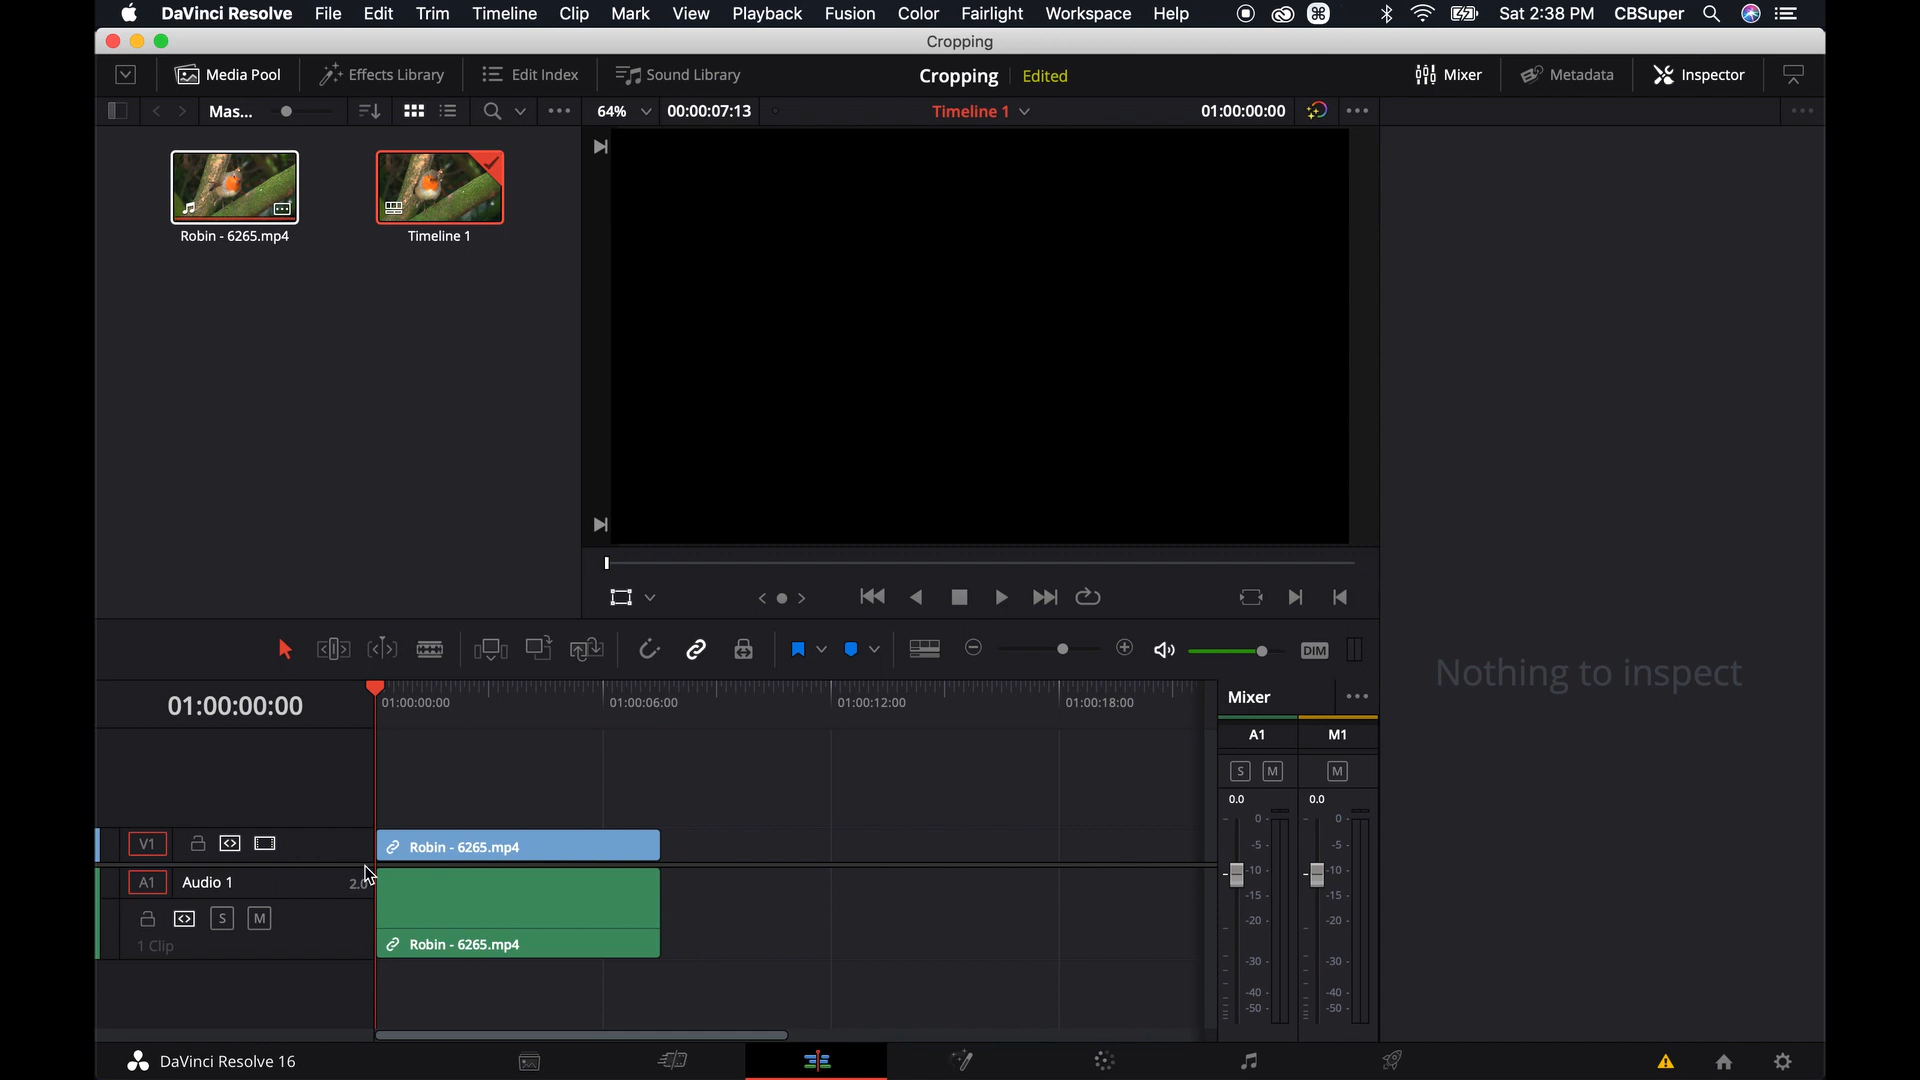 DaVinci Resolve File Edit Trim Timeline Clip Mark View Playback Fusion Color Fairlight Workspace Help Sat 2:38 PM CBSuper
Cropping
Media Pool Effects Library Edit Index Sound Library Cropping Edited Mixer Metadata Inspector
Mas... 64% 00:00:07:13 Timeline 1 01:00:00:00
Robin - 6265.mp4 Timeline 1
DIM
Nothing to inspect
01:00:00:00 01:00:00:00 01:00:06:00 01:00:12:00 01:00:18:00 Mixer
A1 M1
S M M
0.0 0.0
V1 Robin - 6265.mp4
A1 Audio 1 2.0
S M
1 Clip Robin - 6265.mp4
0 0
-5 -5
-10 -10
-15 -15
-20 -20
-30 -30
-40 -40
-50 -50
DaVinci Resolve 16